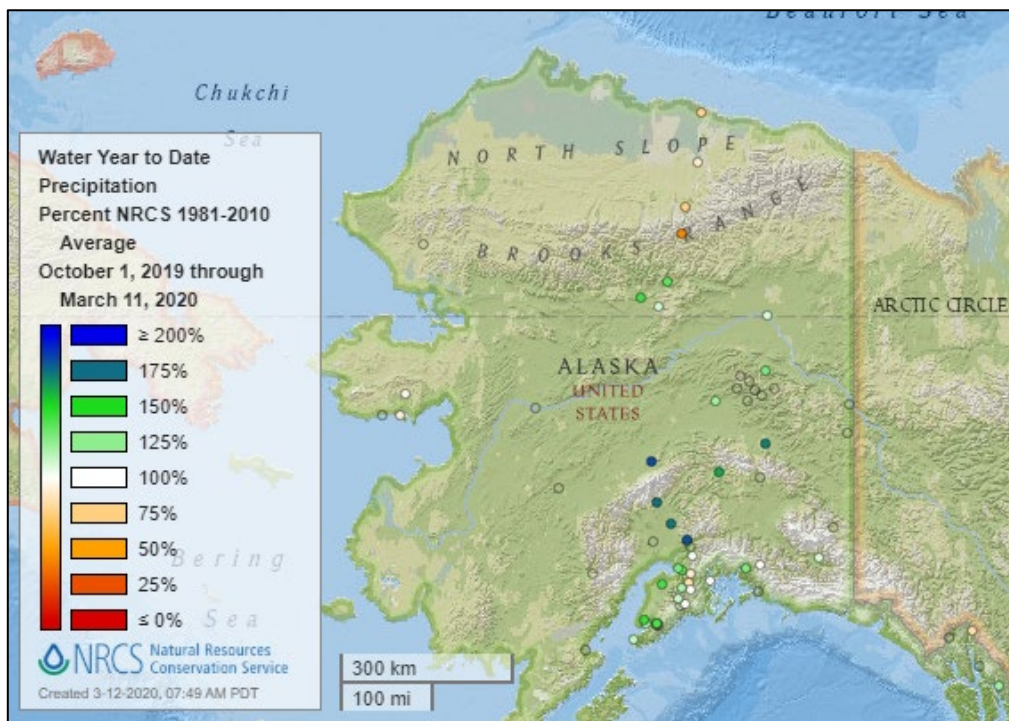 Beaufort Sea
Chukchi
Sea
NORTH SLOPE
BROOKS RANGE
ARCTIC CIRCLE
ALASKA
UNITED
STATES
Bering
Sea
Water Year to Date
Precipitation
Percent NRCS 1981-2010
Average
October 1, 2019 through
March 11, 2020
≥ 200%
175%
150%
125%
100%
75%
50%
25%
≤ 0%
NRCS Natural Resources
Conservation Service
Created 3-12-2020, 07:49 AM PDT
300 km
100 mi